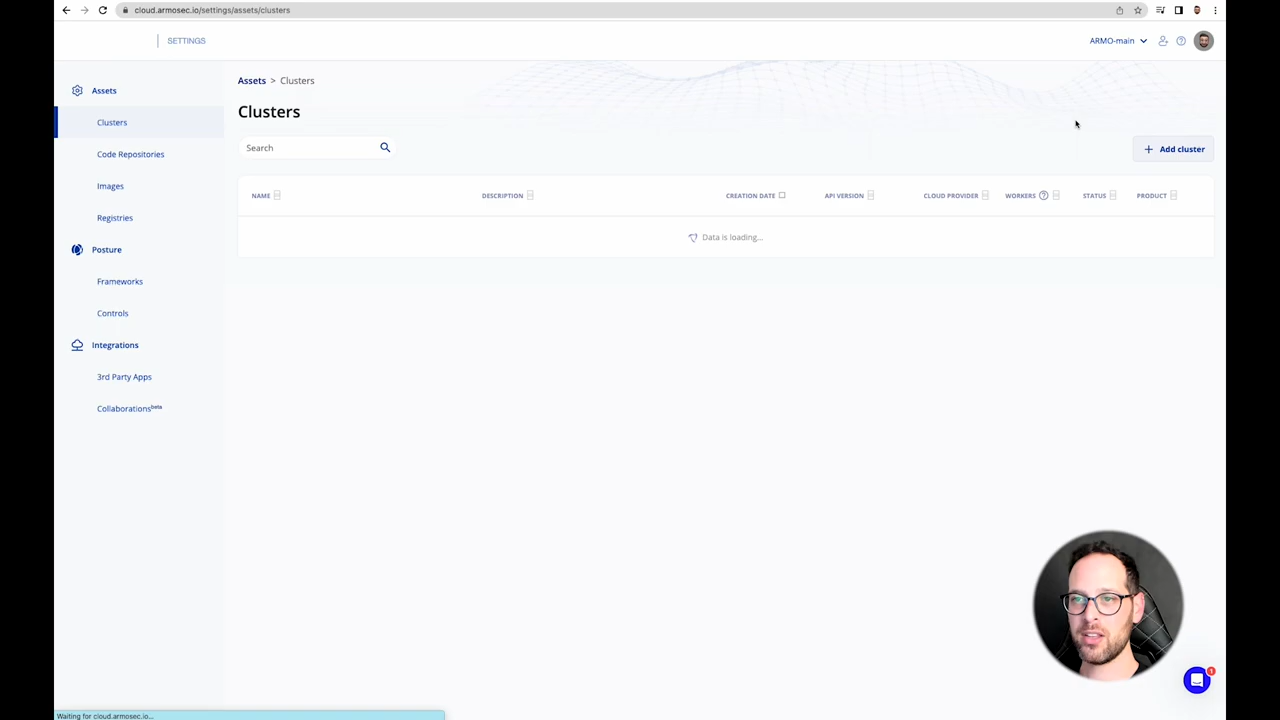 cloud.armosec.io/settings/assets/clusters
SETTINGS
ARMO-main
Assets
Clusters
Code Repositories
Images
Registries
Posture
Frameworks
Controls
Integrations
3rd Party Apps
Collaborationsbeta
Assets > Clusters
Clusters
Search
+ Add cluster
NAME DESCRIPTION CREATION DATE API VERSION CLOUD PROVIDER WORKERS ? STATUS PRODUCT
Data is loading...
1
Waiting for cloud.armosec.io...